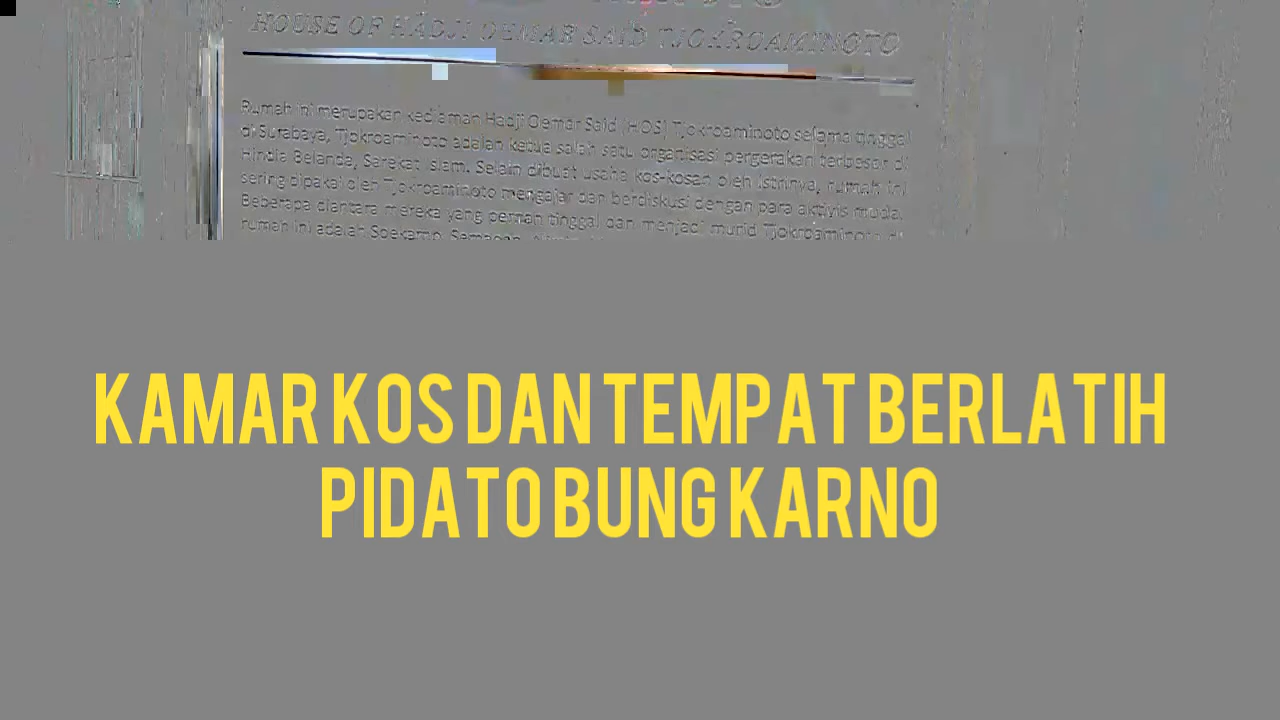 HOUSE OF HADJI OEMAR SAID TJOKROAMINOTO
Rumah ini merupakan kediaman Hadji Oemar Said (HOS) Tjokroaminoto selama tinggal
di Surabaya, Tjokroaminoto adalah ketua salah satu organisasi pergerakan terbesar di
Hindia Belanda, Sarekat Islam. Selain dibuat usaha kos-kosan oleh istrinya, rumah ini
sering dipakai oleh Tjokroaminoto mengajar dan berdiskusi dengan para aktivis muda.
Beberapa diantara mereka yang pernah tinggal dan menjadi murid Tjokroaminoto di
rumah ini adalah Soekarno, Semaoen,
KAMAR KOS DAN TEMPAT BERLATIH
PIDATO BUNG KARNO